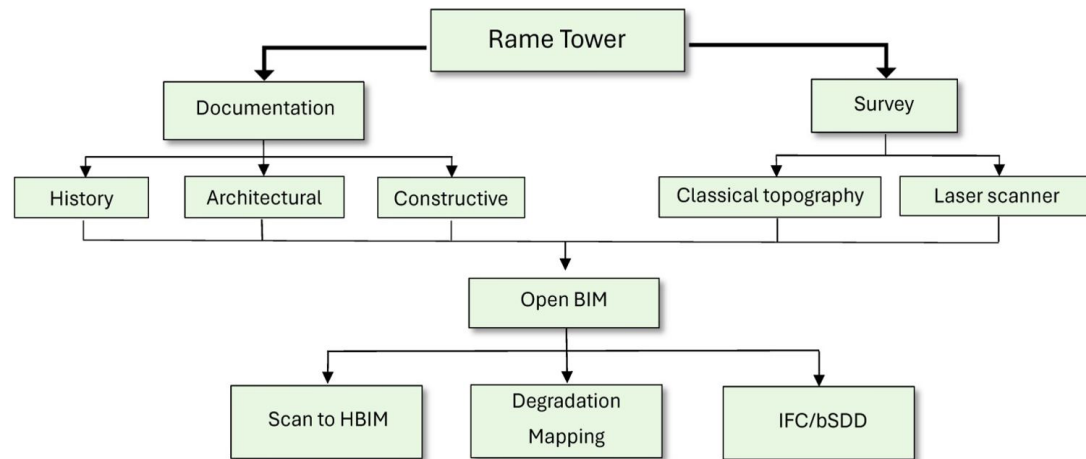 Rame Tower
Documentation
Survey
History
Architectural
Constructive
Classical topography
Laser scanner
Open BIM
Scan to HBIM
Degradation
Mapping
IFC/bSDD